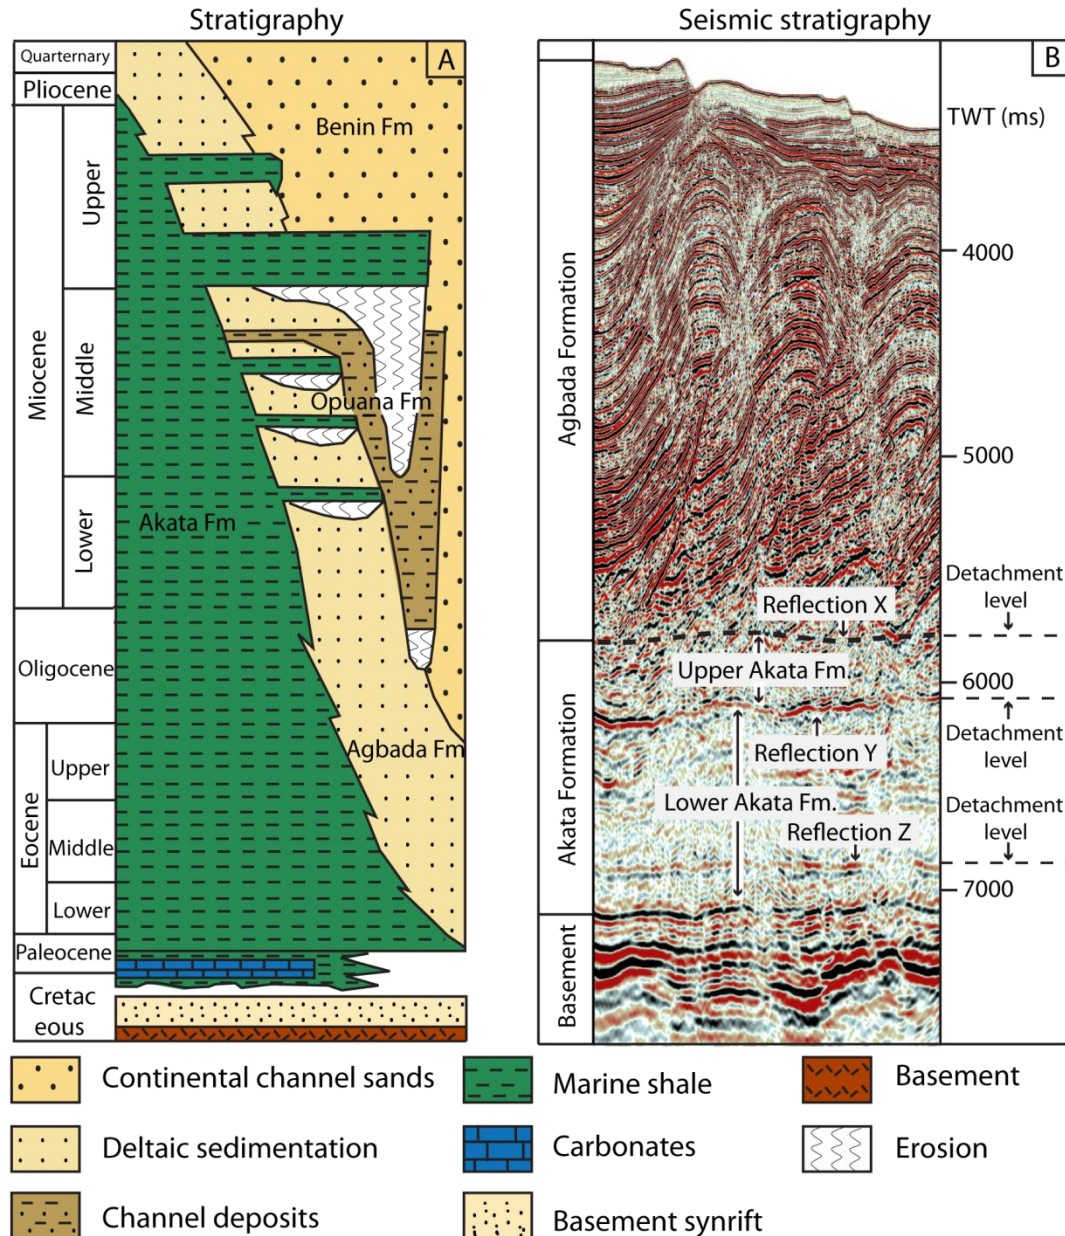 Stratigraphy
Seismic stratigraphy
A
B
Quarternary
Pliocene
Miocene
Upper
Middle
Lower
Oligocene
Eocene
Upper
Middle
Lower
Paleocene
Cretac
eous
Benin Fm
Opuana Fm
Akata Fm
Agbada Fm
Agbada Formation
Akata Formation
Basement
TWT (ms)
4000
5000
Detachment
level
Reflection X
Upper Akata Fm.
6000
Detachment
level
Reflection Y
Lower Akata Fm.
Detachment
level
Reflection Z
7000
Continental channel sands
Marine shale
Basement
Deltaic sedimentation
Carbonates
Erosion
Channel deposits
Basement synrift